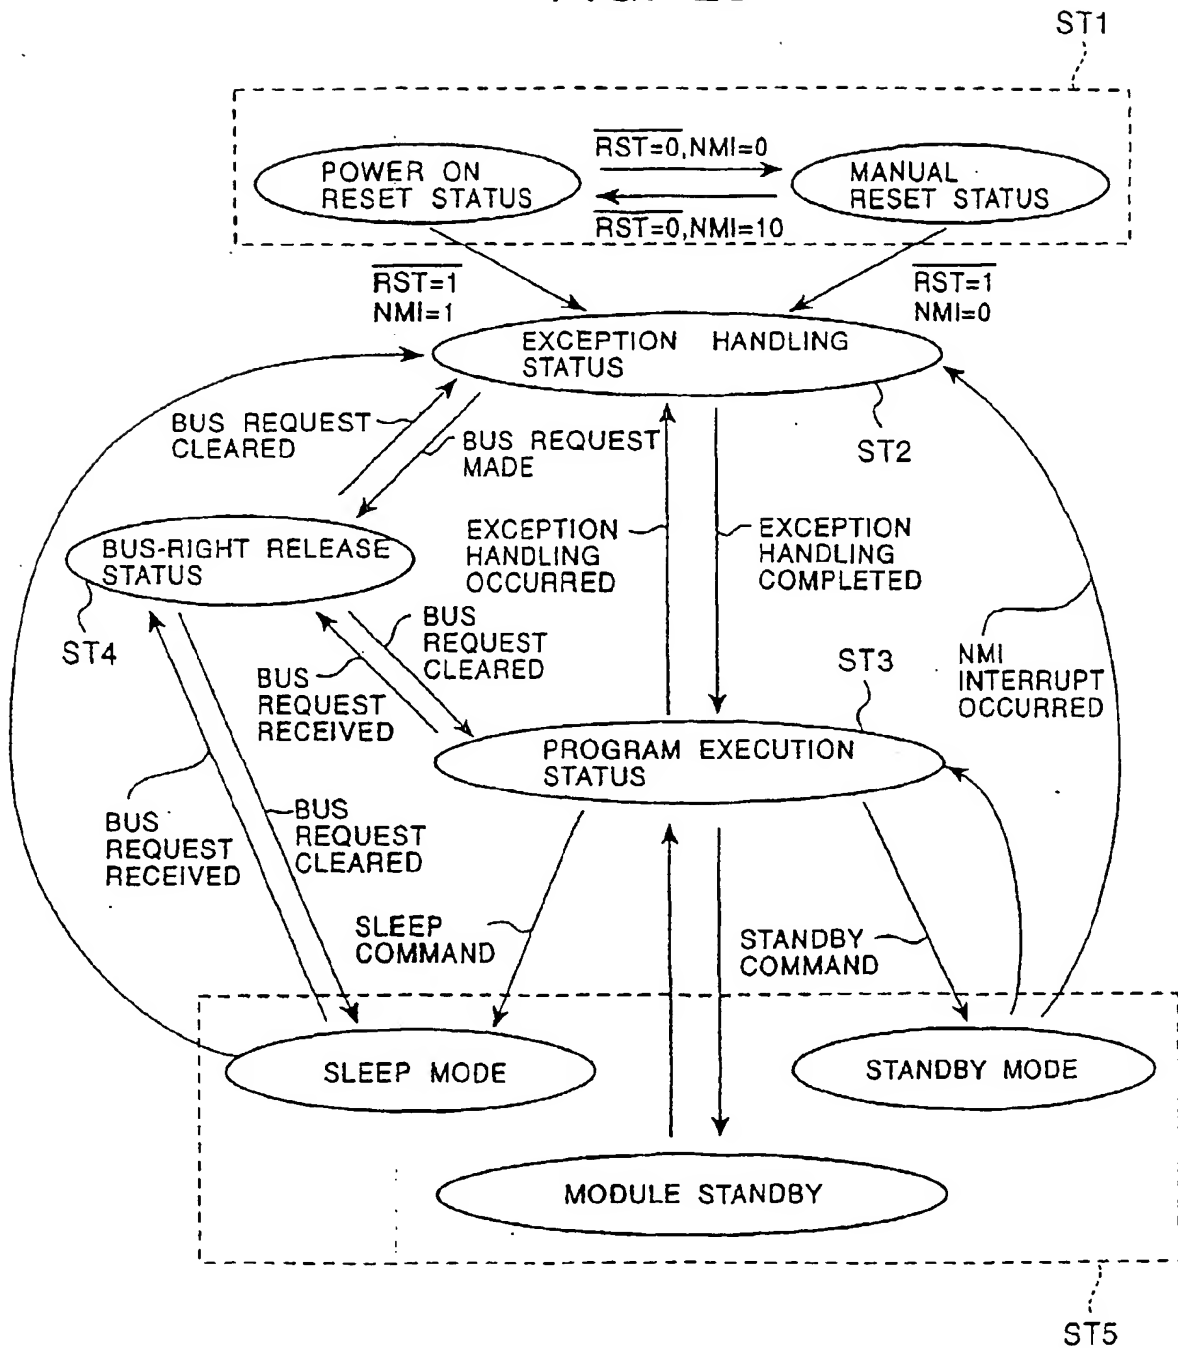 ST1
RST=0,NMI=0
POWER ON
RESET STATUS
MANUAL
RESET STATUS
RST=0,NMI=10
RST=1
NMI=1
RST=1
NMI=0
EXCEPTION HANDLING
STATUS
BUS REQUEST
CLEARED
BUS REQUEST
MADE
ST2
EXCEPTION
HANDLING
OCCURRED
EXCEPTION
HANDLING
COMPLETED
BUS-RIGHT RELEASE
STATUS
ST4
BUS
REQUEST
CLEARED
BUS
REQUEST
RECEIVED
ST3
NMI
INTERRUPT
OCCURRED
PROGRAM EXECUTION
STATUS
BUS
REQUEST
RECEIVED
BUS
REQUEST
CLEARED
SLEEP
COMMAND
STANDBY
COMMAND
SLEEP MODE
STANDBY MODE
MODULE STANDBY
ST5